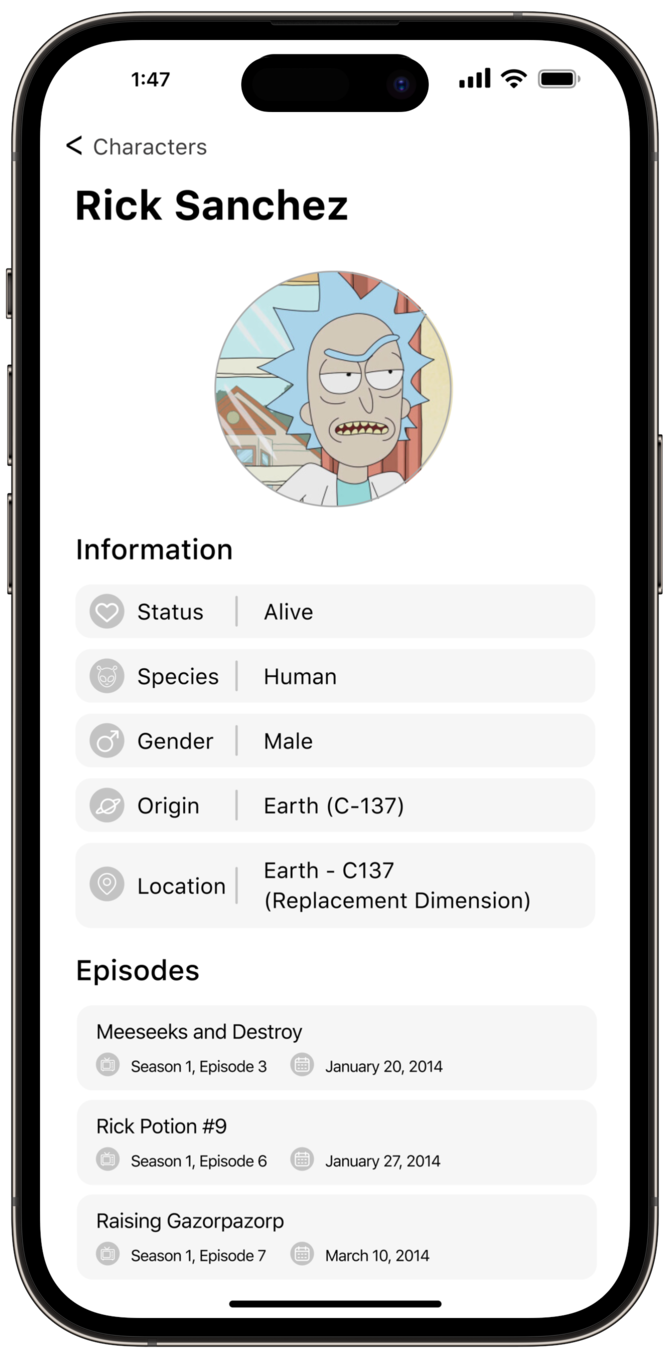 1:47
< Characters
Rick Sanchez
Information
Status Alive
Species Human
Gender Male
Origin Earth (C-137)
Location Earth - C137
(Replacement Dimension)
Episodes
Meeseeks and Destroy
Season 1, Episode 3 January 20, 2014
Rick Potion #9
Season 1, Episode 6 January 27, 2014
Raising Gazorpazorp
Season 1, Episode 7 March 10, 2014